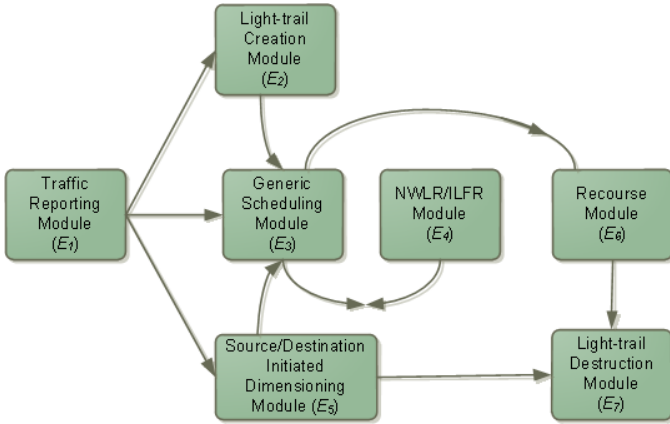 Light-trail
Creation
Module
(E2)
Traffic
Reporting
Module
(E1)
Generic
Scheduling
Module
(E3)
NWLR/ILFR
Module
(E4)
Recourse
Module
(E6)
Source/Destination
Initiated
Dimensioning
Module (E5)
Light-trail
Destruction
Module
(E7)